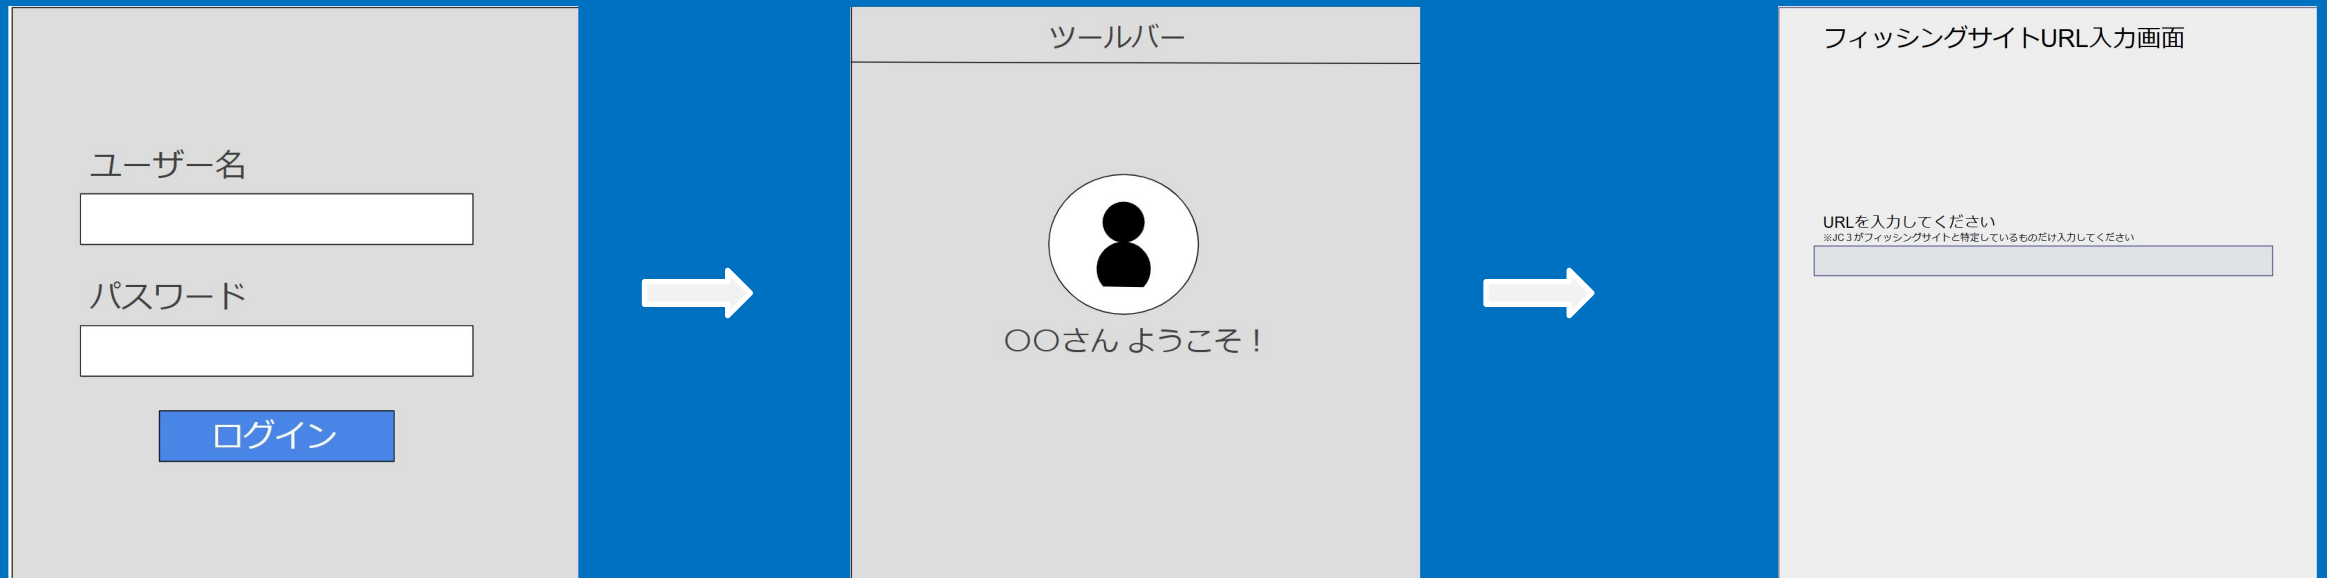 ユーザー名
パスワード
ログイン
ツールバー
〇〇さん ようこそ！
フィッシングサイトURL入力画面
URLを入力してください
※JC３がフィッシングサイトと特定しているものだけ入力してください